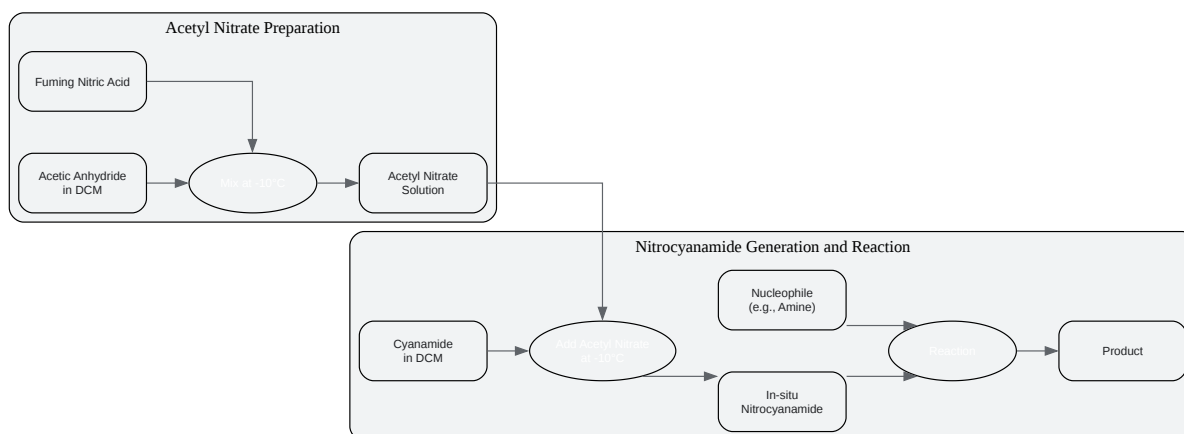 Acetyl Nitrate Preparation
Fuming Nitric Acid
Acetic Anhydride
in DCM
Mix at -10°C
Acetyl Nitrate
Solution
Nitrocyanamide Generation and Reaction
Nucleophile
(e.g., Amine)
Cyanamide
in DCM
Add Acetyl Nitrate
at -10°C
Reaction
Product
In-situ
Nitrocyanamide